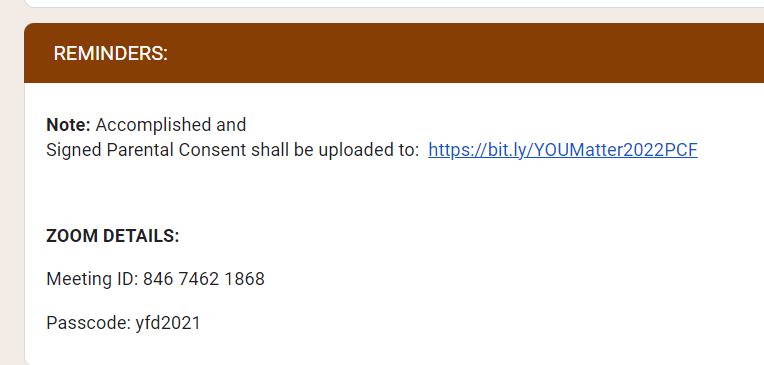 REMINDERS:
Note: Accomplished and
Signed Parental Consent shall be uploaded to: https://bit.ly/YOUMatter2022PCF
ZOOM DETAILS:
Meeting ID: 846 7462 1868
Passcode: yfd2021